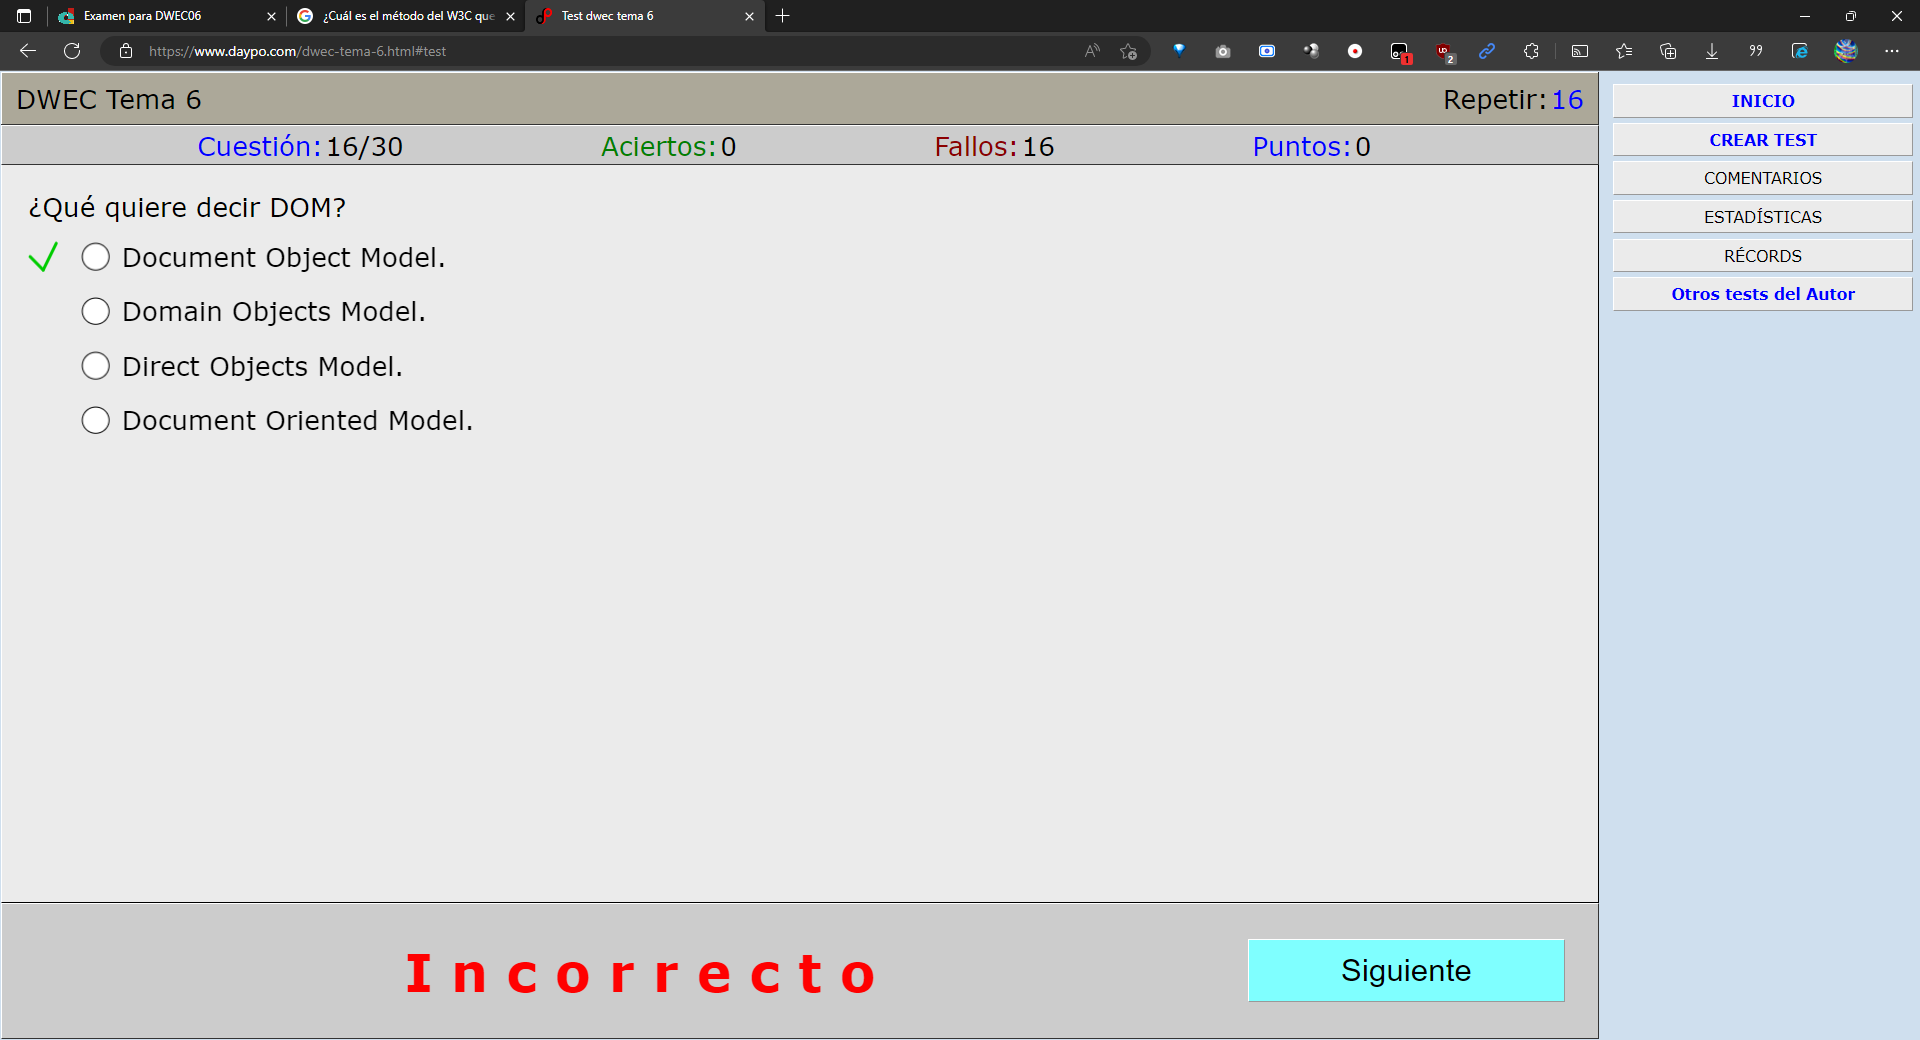 Examen para DWEC06
¿Cuál es el método del W3C que
Test dwec tema 6
https://www.daypo.com/dwec-tema-6.html#test
1
2
DWEC Tema 6
Repetir: 16
Cuestión: 16/30
Aciertos: 0
Fallos: 16
Puntos: 0
¿Qué quiere decir DOM?
Document Object Model.
Domain Objects Model.
Direct Objects Model.
Document Oriented Model.
Incorrecto
Siguiente
INICIO
CREAR TEST
COMENTARIOS
ESTADÍSTICAS
RÉCORDS
Otros tests del Autor